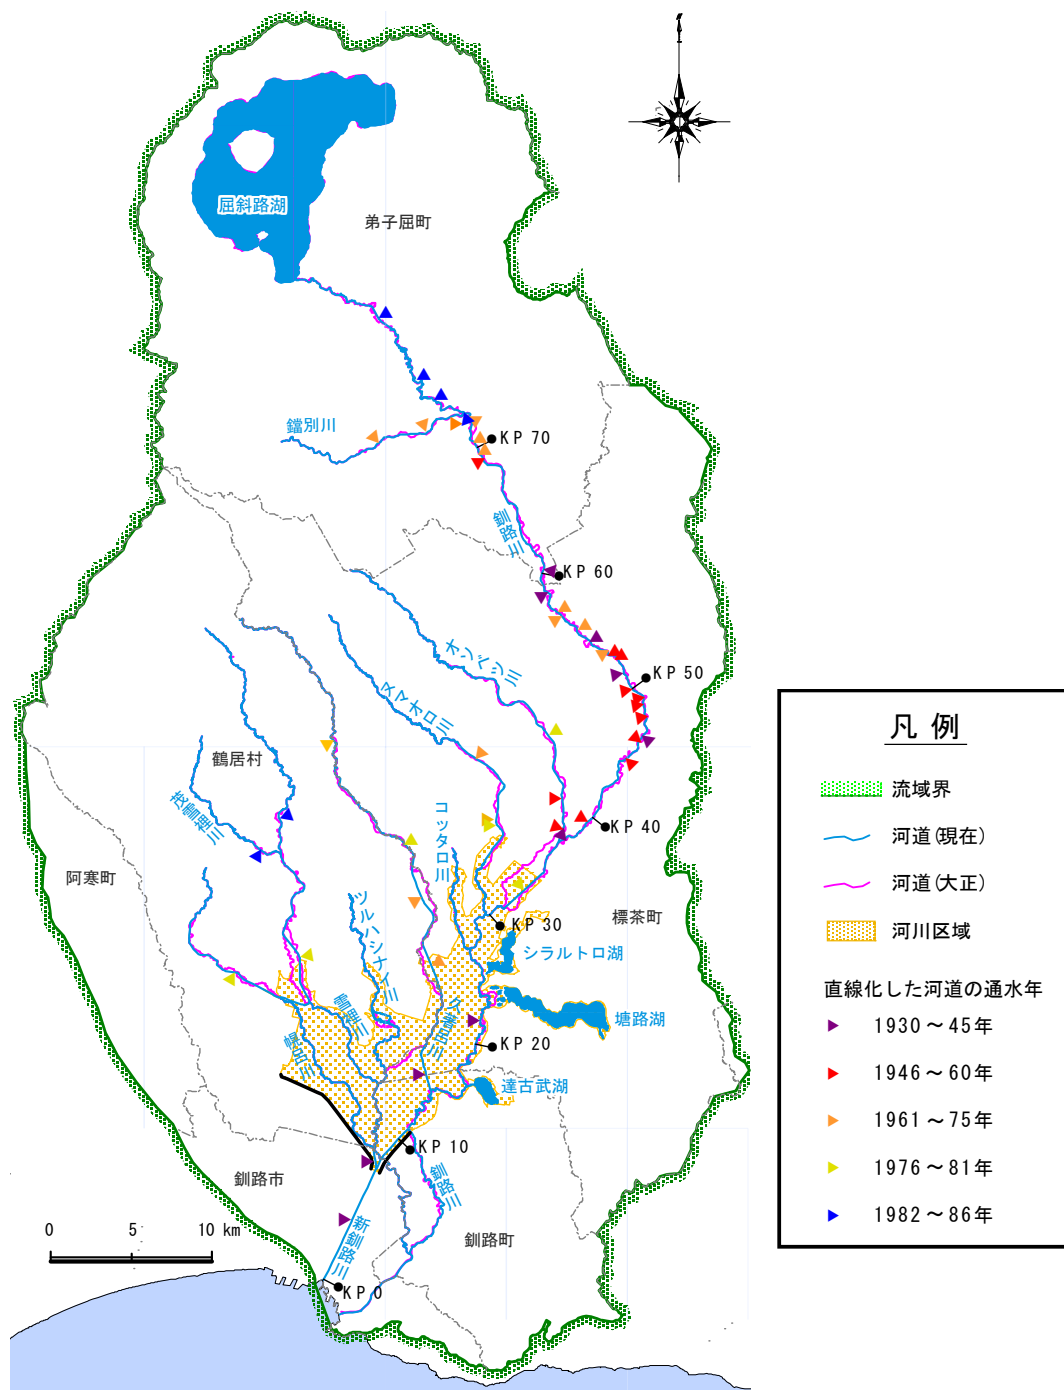 屈斜路湖
弟子屈町
鐺別川
KP 70
釧路川
KP 60
オンベツ川
KP 50
ヌマオロ川
鶴居村
茂雪裡川
コッタロ川
KP 40
阿寒町
ツルハシナイ川
標茶町
KP 30
シラルトロ湖
雪裡川
久著呂川
塘路湖
幌呂川
KP 20
達古武湖
KP 10
釧路市
釧路川
新釧路川
釧路町
0 5 10 km
KP 0
凡例
流域界
河道(現在)
河道(大正)
河川区域
直線化した河道の通水年
1930～45年
1946～60年
1961～75年
1976～81年
1982～86年